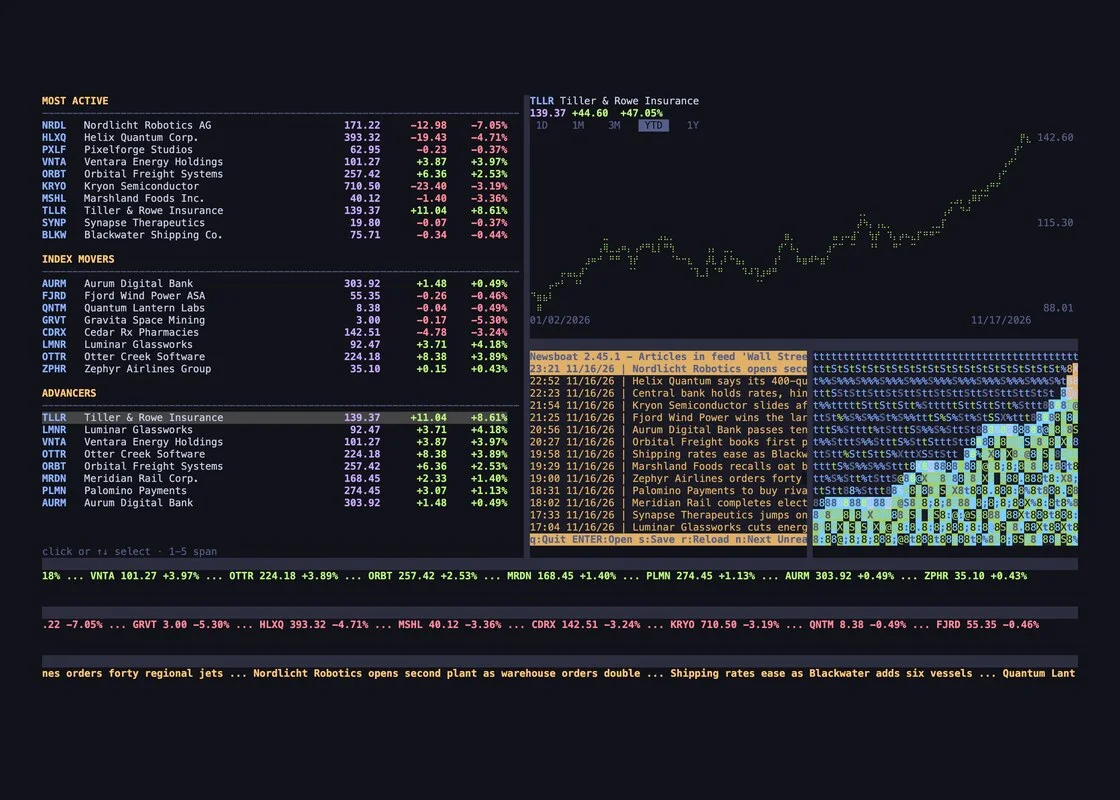 MOST ACTIVE
NRDL Nordlicht Robotics AG 171.22 −12.98 −7.05%
HLXQ Helix Quantum Corp. 393.32 −19.43 −4.71%
PXLF Pixelforge Studios 62.95 −0.23 −0.37%
VNTA Ventara Energy Holdings 101.27 +3.87 +3.97%
ORBT Orbital Freight Systems 257.42 +6.36 +2.53%
KRYO Kryon Semiconductor 710.50 −23.40 −3.19%
MSHL Marshland Foods Inc. 40.12 −1.40 −3.36%
TLLR Tiller & Rowe Insurance 139.37 +11.04 +8.61%
SYNP Synapse Therapeutics 19.80 −0.07 −0.37%
BLKW Blackwater Shipping Co. 75.71 −0.34 −0.44%
INDEX MOVERS
AURM Aurum Digital Bank 303.92 +1.48 +0.49%
FJRD Fjord Wind Power ASA 55.35 −0.26 −0.46%
QNTM Quantum Lantern Labs 8.38 −0.04 −0.49%
GRVT Gravita Space Mining 3.00 −0.17 −5.30%
CDRX Cedar Rx Pharmacies 142.51 −4.78 −3.24%
LMNR Luminar Glassworks 92.47 +3.71 +4.18%
OTTR Otter Creek Software 224.18 +8.38 +3.89%
ZPHR Zephyr Airlines Group 35.10 +0.15 +0.43%
ADVANCERS
TLLR Tiller & Rowe Insurance 139.37 +11.04 +8.61%
LMNR Luminar Glassworks 92.47 +3.71 +4.18%
VNTA Ventara Energy Holdings 101.27 +3.87 +3.97%
OTTR Otter Creek Software 224.18 +8.38 +3.89%
ORBT Orbital Freight Systems 257.42 +6.36 +2.53%
MRDN Meridian Rail Corp. 168.45 +2.33 +1.40%
PLMN Palomino Payments 274.45 +3.07 +1.13%
AURM Aurum Digital Bank 303.92 +1.48 +0.49%
click or ↑↓ select · 1–5 span
TLLR Tiller & Rowe Insurance
139.37 +44.60 +47.05%
1D 1M 3M YTD 1Y
142.60
115.30
88.01
01/02/2026 11/17/2026
Newsboat 2.45.1 – Articles in feed 'Wall Stree
23:21 11/16/26 | Nordlicht Robotics opens seco
22:52 11/16/26 | Helix Quantum says its 400-qu
22:23 11/16/26 | Central bank holds rates, hin
21:54 11/16/26 | Kryon Semiconductor slides af
21:25 11/16/26 | Fjord Wind Power wins the lar
20:56 11/16/26 | Aurum Digital Bank passes ten
20:27 11/16/26 | Orbital Freight books first p
19:58 11/16/26 | Shipping rates ease as Blackw
19:29 11/16/26 | Marshland Foods recalls oat b
19:00 11/16/26 | Zephyr Airlines orders forty
18:31 11/16/26 | Palomino Payments to buy riva
18:02 11/16/26 | Meridian Rail completes elect
17:33 11/16/26 | Synapse Therapeutics jumps on
17:04 11/16/26 | Luminar Glassworks cuts energ
q:Quit ENTER:Open s:Save r:Reload n:Next Unrea
18% ... VNTA 101.27 +3.97% ... OTTR 224.18 +3.89% ... ORBT 257.42 +2.53% ... MRDN 168.45 +1.40% ... PLMN 274.45 +1.13% ... AURM 303.92 +0.49% ... ZPHR 35.10 +0.43%
.22 −7.05% ... GRVT 3.00 −5.30% ... HLXQ 393.32 −4.71% ... MSHL 40.12 −3.36% ... CDRX 142.51 −3.24% ... KRYO 710.50 −3.19% ... QNTM 8.38 −0.49% ... FJRD 55.35 −0.46%
nes orders forty regional jets ... Nordlicht Robotics opens second plant as warehouse orders double ... Shipping rates ease as Blackwater adds six vessels ... Quantum Lant